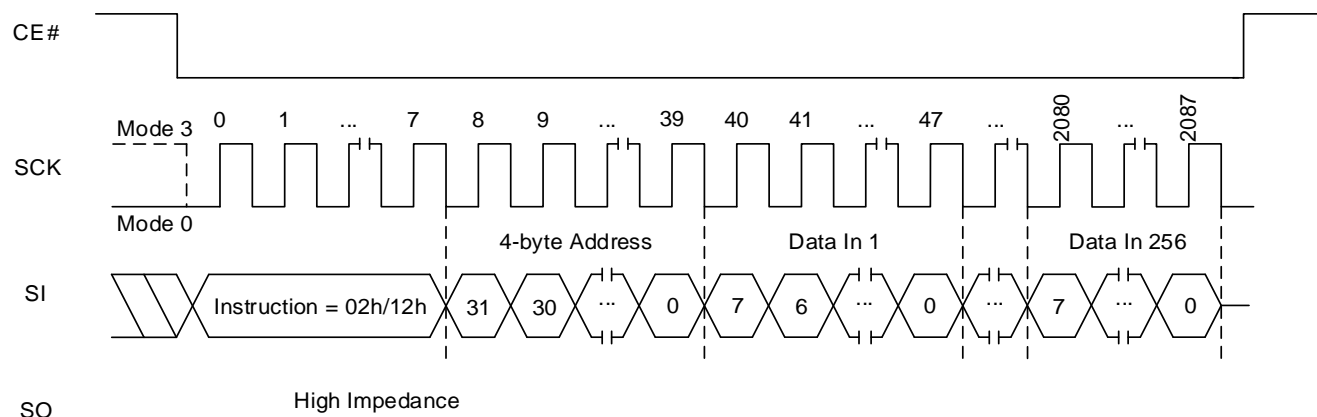 CE#
0 1 ... 7 8 9 ... 39 40 41 ... 47 ... 2080 ... 2087
Mode 3
SCK
Mode 0
4-byte Address Data In 1 Data In 256
SI Instruction = 02h/12h 31 30 ... 0 7 6 ... 0 ... 7 ... 0
High Impedance
SO